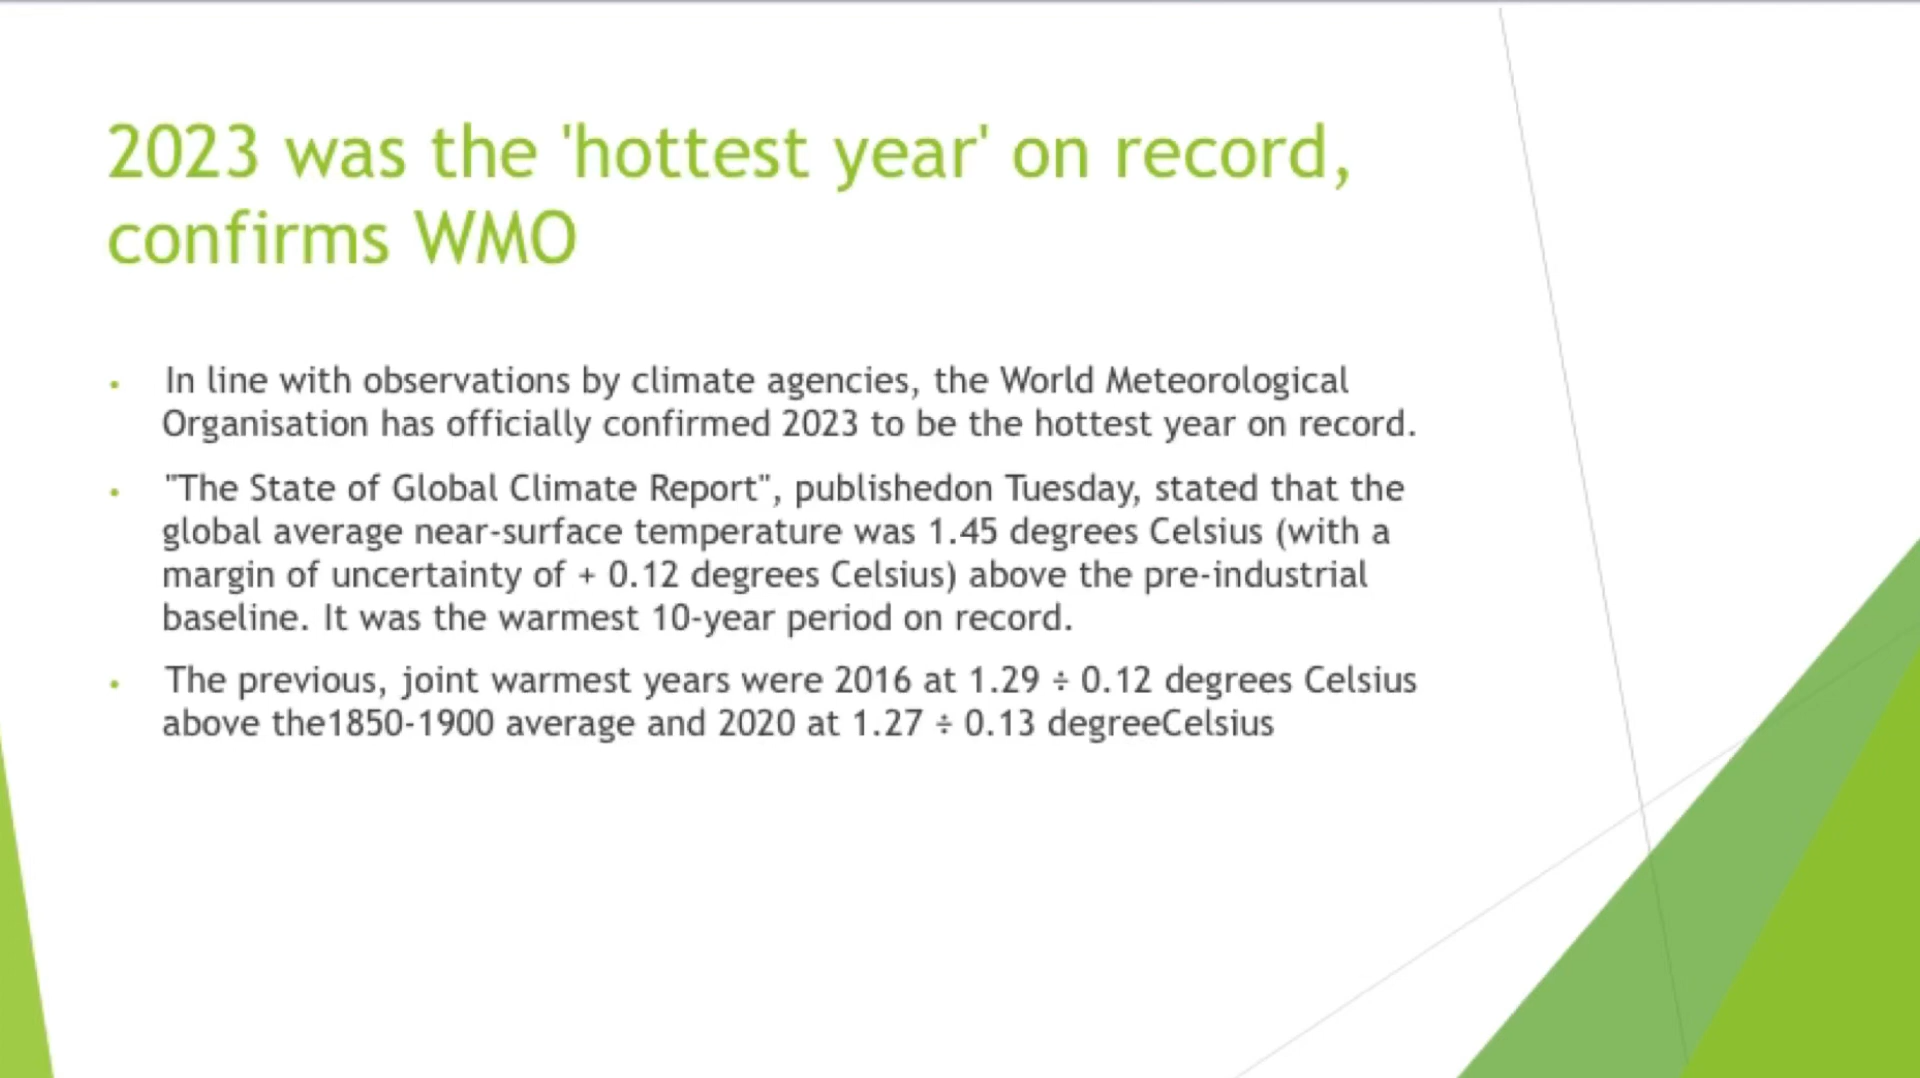 2023 was the 'hottest year' on record,
confirms WMO
• In line with observations by climate agencies, the World Meteorological
Organisation has officially confirmed 2023 to be the hottest year on record.
• "The State of Global Climate Report", publishedon Tuesday, stated that the
global average near-surface temperature was 1.45 degrees Celsius (with a
margin of uncertainty of + 0.12 degrees Celsius) above the pre-industrial
baseline. It was the warmest 10-year period on record.
• The previous, joint warmest years were 2016 at 1.29 ÷ 0.12 degrees Celsius
above the1850-1900 average and 2020 at 1.27 ÷ 0.13 degreeCelsius